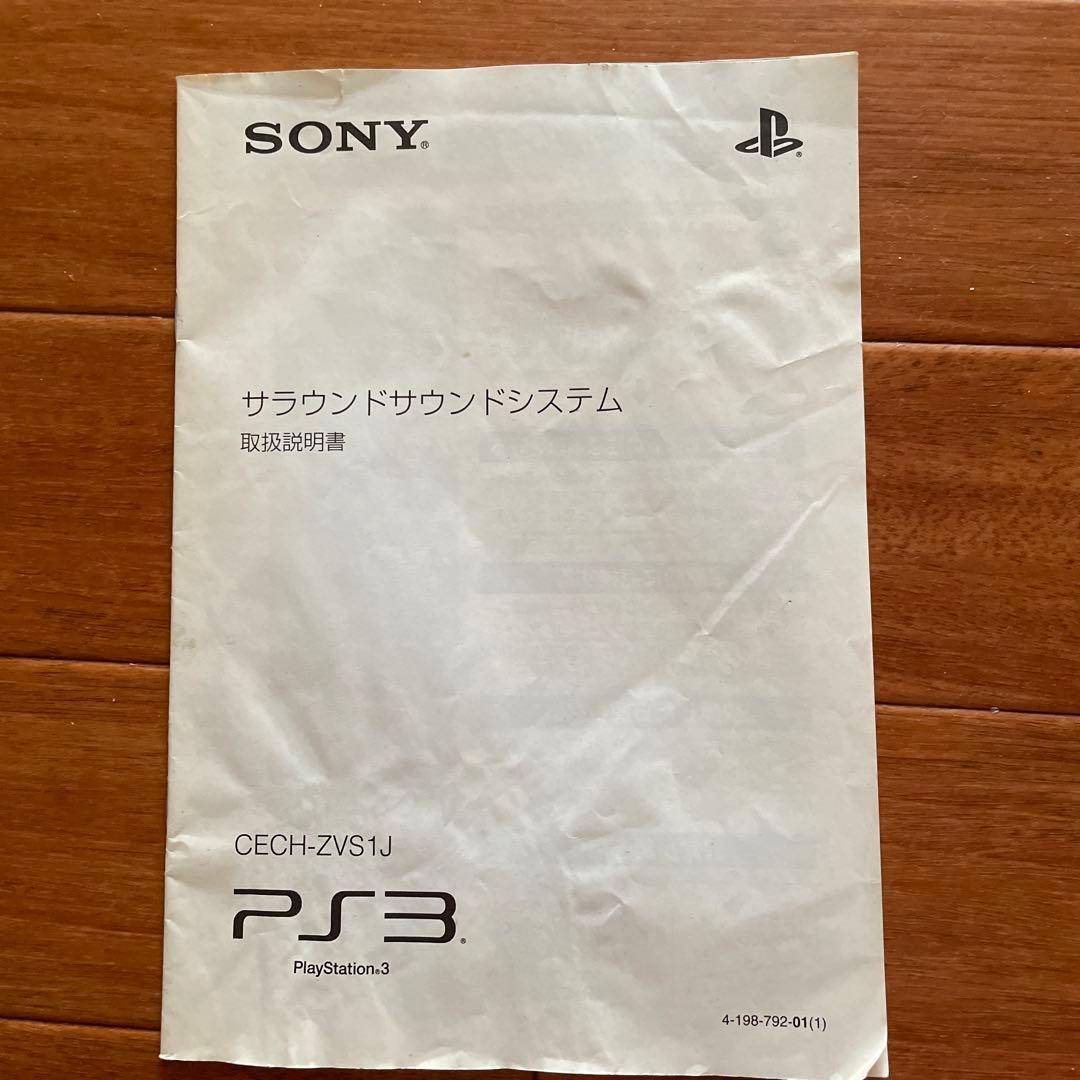 SONY®
サラウンドサウンドシステム
取扱説明書
CECH-ZVS1J
PS3®
PlayStation®3
4-198-792-01(1)